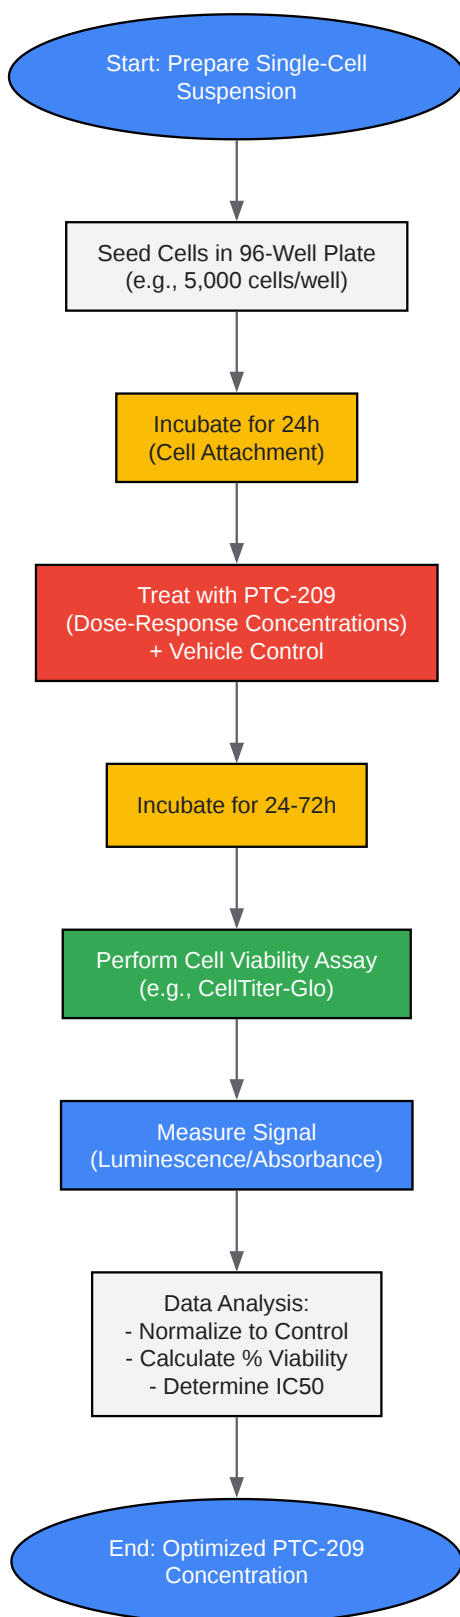 Start: Prepare Single-Cell
Suspension
Seed Cells in 96-Well Plate
(e.g., 5,000 cells/well)
Incubate for 24h
(Cell Attachment)
Treat with PTC-209
(Dose-Response Concentrations)
+ Vehicle Control
Incubate for 24-72h
Perform Cell Viability Assay
(e.g., CellTiter-Glo)
Measure Signal
(Luminescence/Absorbance)
Data Analysis:
- Normalize to Control
- Calculate % Viability
- Determine IC50
End: Optimized PTC-209
Concentration